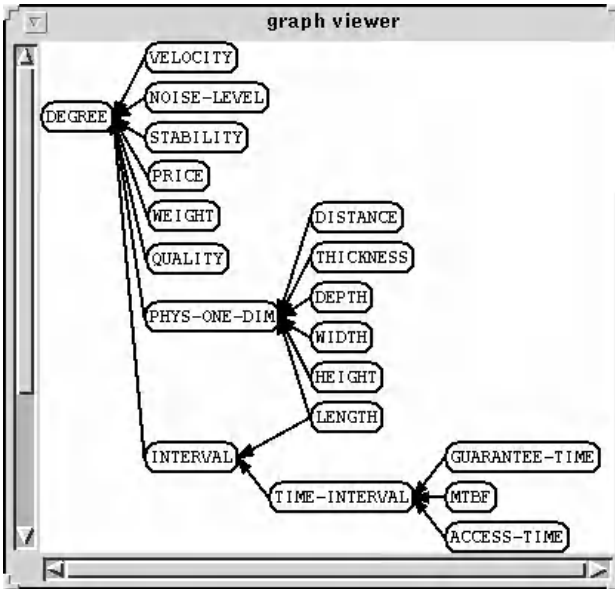 graph viewer
VELOCITY
NOISE-LEVEL
DEGREE
STABILITY
PRICE
WEIGHT
DISTANCE
QUALITY
THICKNESS
DEPTH
PHYS-ONE-DIM
WIDTH
HEIGHT
LENGTH
INTERVAL
GUARANTEE-TIME
TIME-INTERVAL
MTBF
ACCESS-TIME